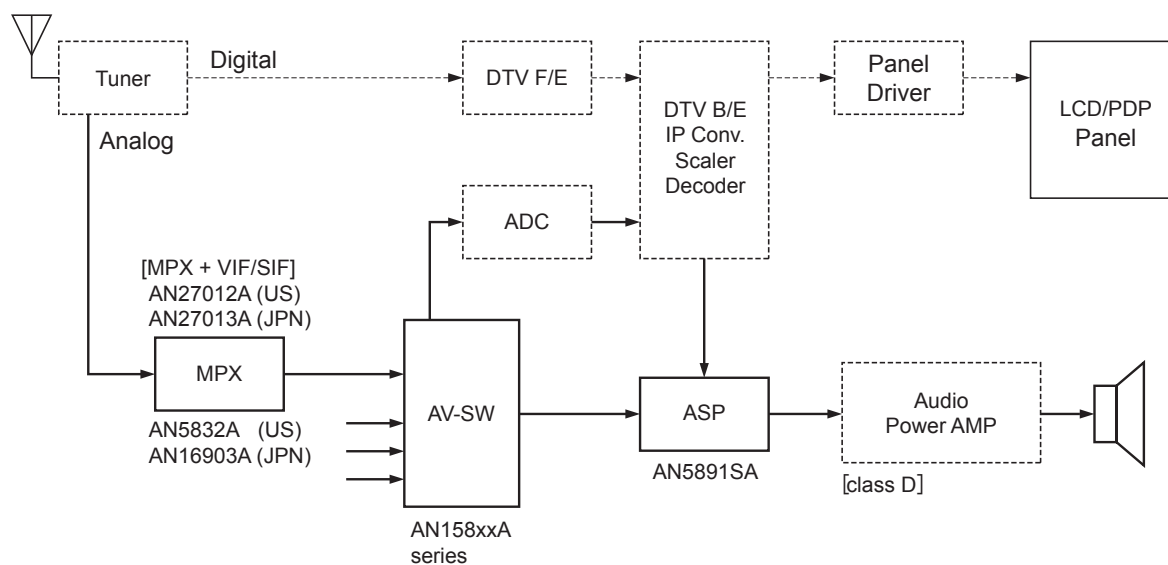 Tuner
Digital
DTV F/E
DTV B/E
IP Conv.
Scaler
Decoder
Panel
Driver
LCD/PDP
Panel
Analog
ADC
[MPX + VIF/SIF]
AN27012A (US)
AN27013A (JPN)
MPX
AN5832A (US)
AN16903A (JPN)
AV-SW
AN158xxA
series
ASP
AN5891SA
Audio
Power AMP
[class D]